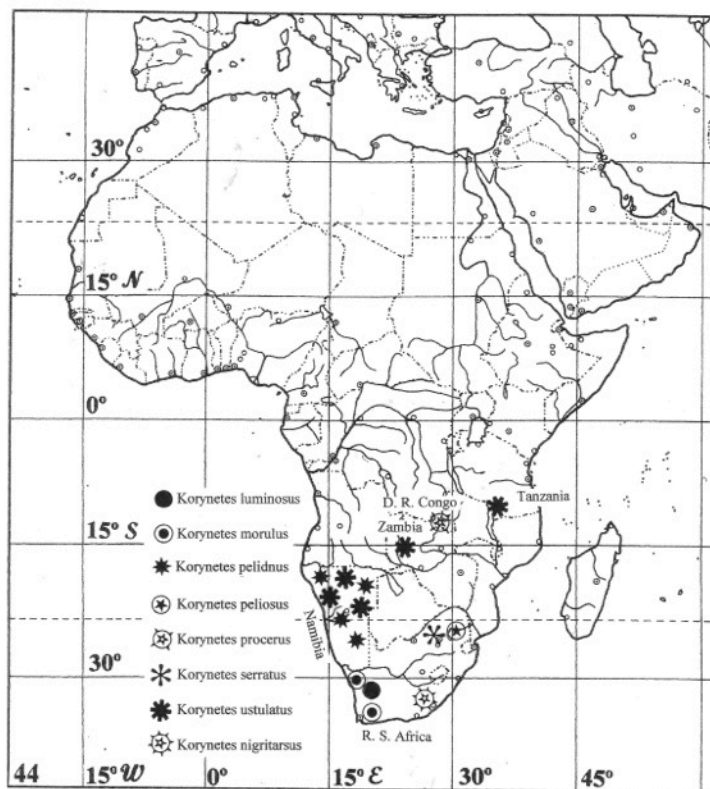 30°
15° N
0°
D. R. Congo
Tanzania
Zambia
15° S
Namibia
30°
R. S. Africa
Korynetes luminosus
Korynetes morulus
Korynetes pelidnus
Korynetes peliosus
Korynetes procerus
Korynetes serratus
Korynetes ustulatus
Korynetes nigritarsus
44
15° W
0°
15° E
30°
45°